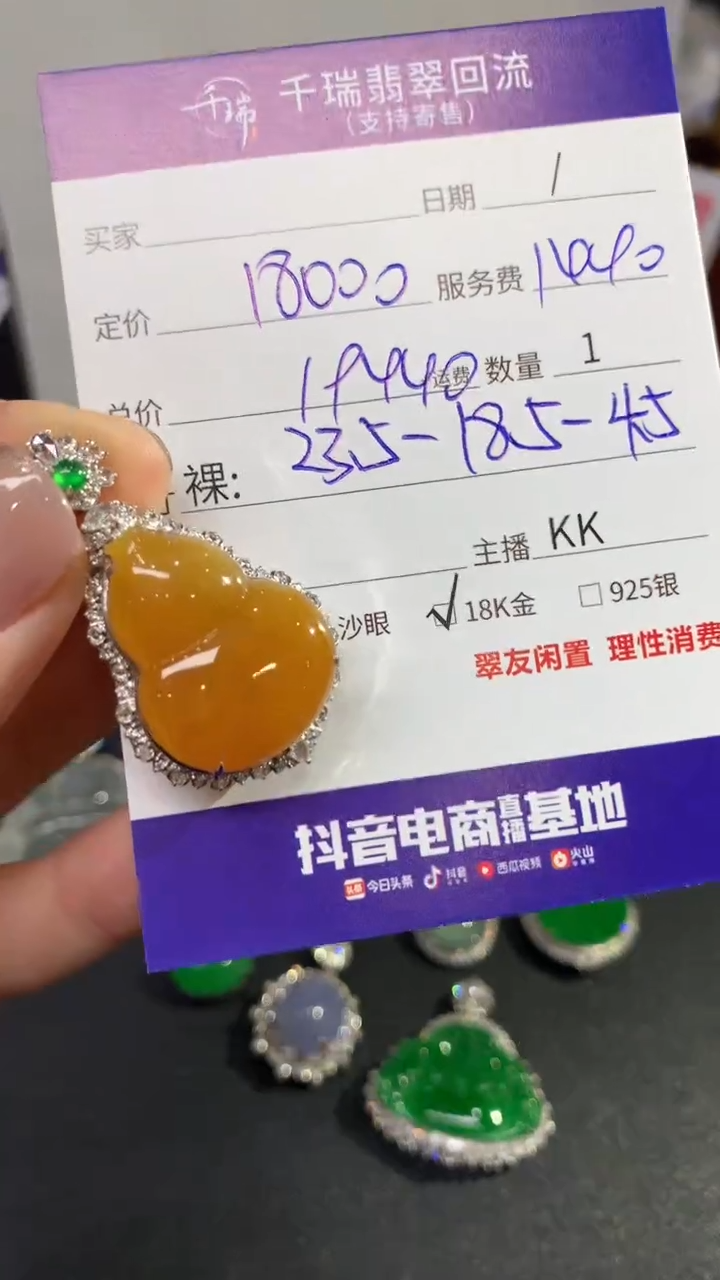 千瑞 千瑞翡翠回流
(支持寄售)
买家 日期 /
定价 18000 服务费 1440
总价 19440 运费 数量 1
裸: 23.5-18.5-4.5
主播 KK
沙眼 ✓18K金 □925银
翠友闲置 理性消费
抖音电商直播基地
头条 今日头条 抖音 西瓜视频 火山